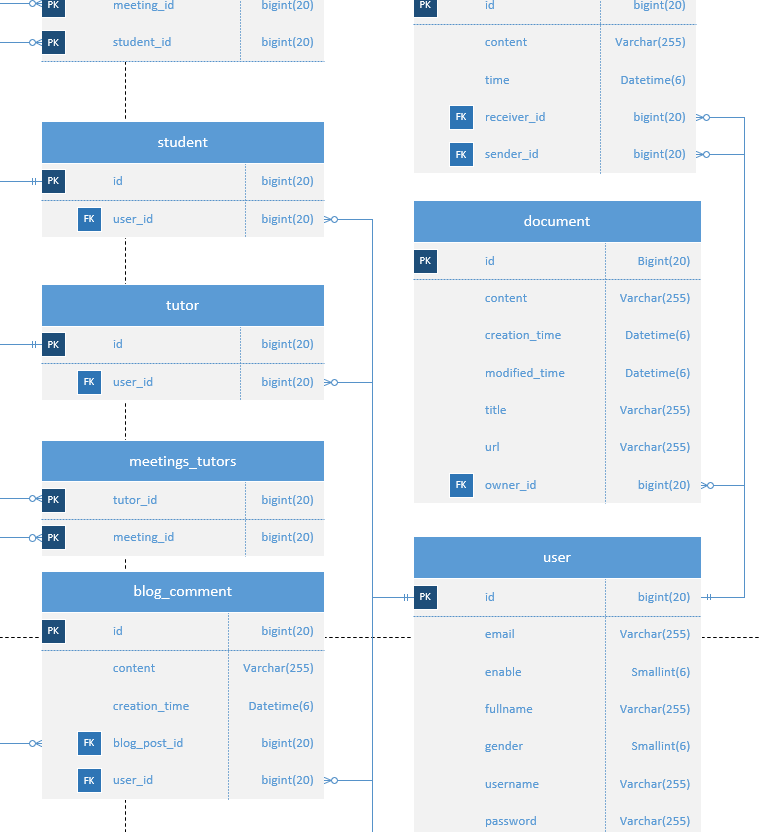 PK meeting_id bigint(20)
PK student_id bigint(20)
student
PK id bigint(20)
FK user_id bigint(20)
tutor
PK id bigint(20)
FK user_id bigint(20)
meetings_tutors
PK tutor_id bigint(20)
PK meeting_id bigint(20)
blog_comment
PK id bigint(20)
content Varchar(255)
creation_time Datetime(6)
FK blog_post_id bigint(20)
FK user_id bigint(20)
PK id bigint(20)
content Varchar(255)
time Datetime(6)
FK receiver_id bigint(20)
FK sender_id bigint(20)
document
PK id Bigint(20)
content Varchar(255)
creation_time Datetime(6)
modified_time Datetime(6)
title Varchar(255)
url Varchar(255)
FK owner_id bigint(20)
user
PK id bigint(20)
email Varchar(255)
enable Smallint(6)
fullname Varchar(255)
gender Smallint(6)
username Varchar(255)
password Varchar(255)